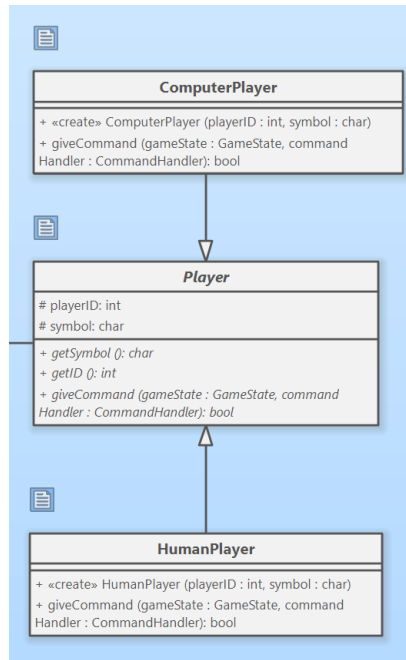 ComputerPlayer
+ «create» ComputerPlayer (playerID : int, symbol : char)
+ giveCommand (gameState : GameState, command
Handler : CommandHandler): bool
Player
# playerID: int
# symbol: char
+ getSymbol (): char
+ getID (): int
+ giveCommand (gameState : GameState, command
Handler : CommandHandler): bool
HumanPlayer
+ «create» HumanPlayer (playerID : int, symbol : char)
+ giveCommand (gameState : GameState, command
Handler : CommandHandler): bool